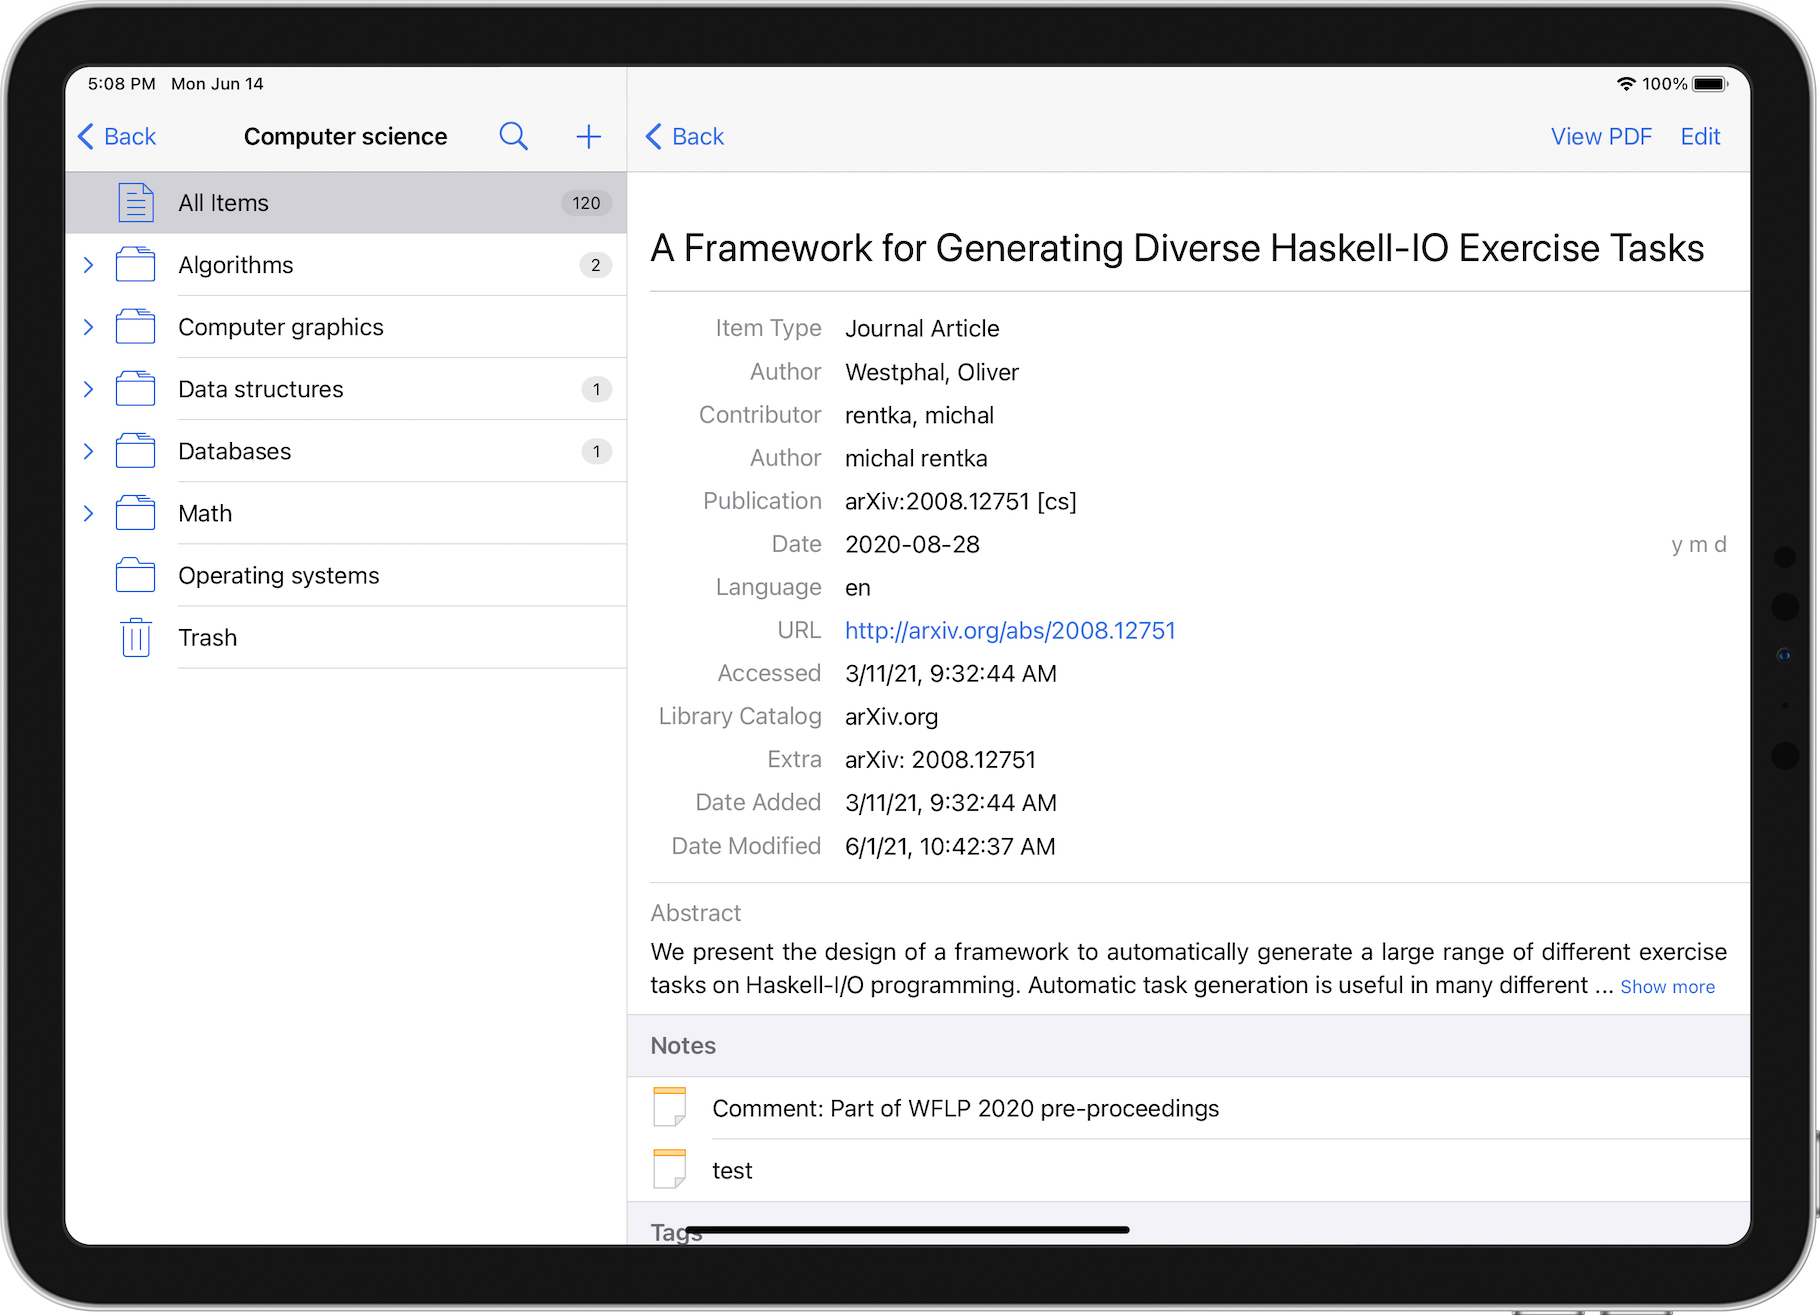 5:08 PM Mon Jun 14
100%
Back
Computer science
All Items 120
Algorithms 2
Computer graphics
Data structures 1
Databases 1
Math
Operating systems
Trash
Back
View PDF Edit
A Framework for Generating Diverse Haskell-IO Exercise Tasks
Item Type Journal Article
Author Westphal, Oliver
Contributor rentka, michal
Author michal rentka
Publication arXiv:2008.12751 [cs]
Date 2020-08-28 y m d
Language en
URL http://arxiv.org/abs/2008.12751
Accessed 3/11/21, 9:32:44 AM
Library Catalog arXiv.org
Extra arXiv: 2008.12751
Date Added 3/11/21, 9:32:44 AM
Date Modified 6/1/21, 10:42:37 AM
Abstract
We present the design of a framework to automatically generate a large range of different exercise
tasks on Haskell-I/O programming. Automatic task generation is useful in many different ... Show more
Notes
Comment: Part of WFLP 2020 pre-proceedings
test
Tags